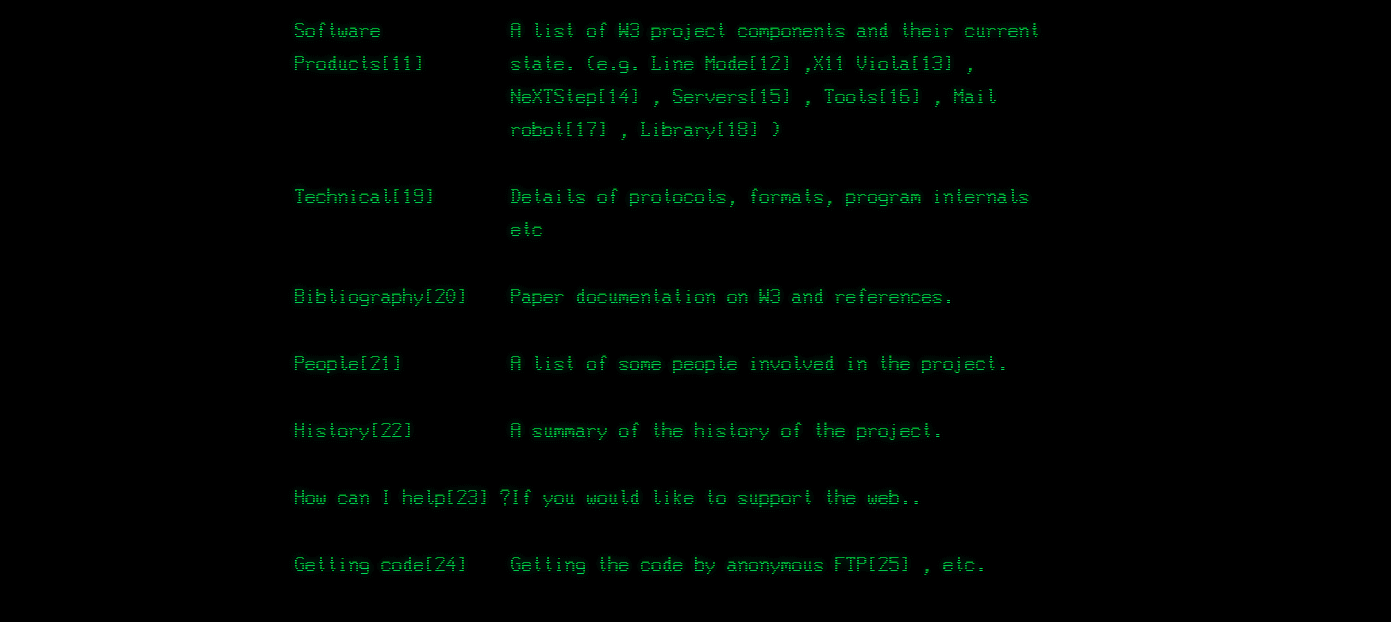 Software            A list of W3 project components and their current
Products[11]        state. (e.g. Line Mode[12] ,X11 Viola[13] ,
                    NeXTStep[14] , Servers[15] , Tools[16] , Mail
                    robot[17] , Library[18] )
Technical[19]       Details of protocols, formats, program internals
                    etc
Bibliography[20]    Paper documentation on W3 and references.
People[21]          A list of some people involved in the project.
History[22]         A summary of the history of the project.
How can I help[23] ?If you would like to support the web..
Getting code[24]    Getting the code by anonymous FTP[25] , etc.